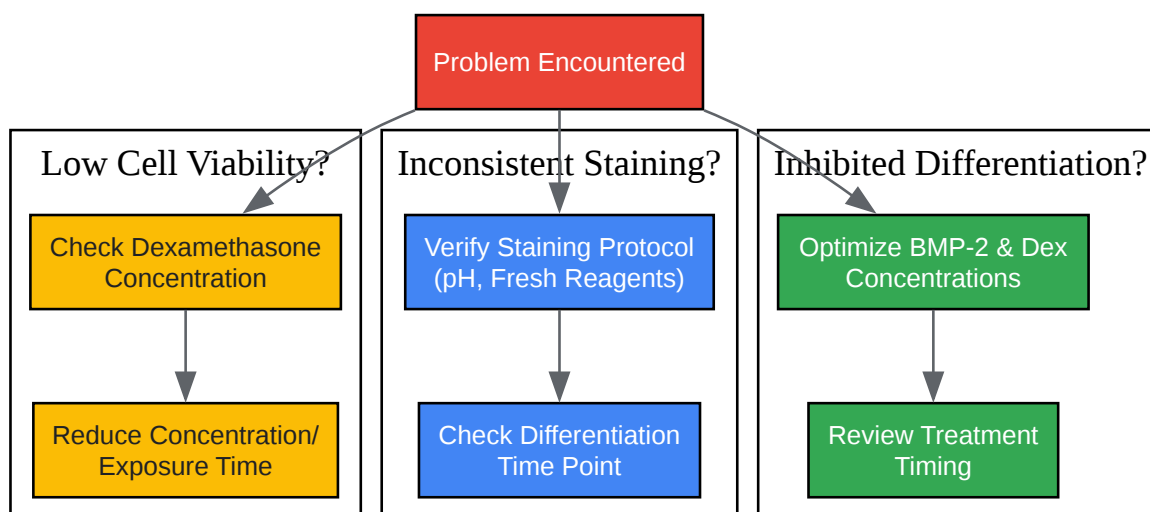 Problem Encountered
Low Cell Viability?
Inconsistent Staining?
Inhibited Differentiation?
Check Dexamethasone
Concentration
Verify Staining Protocol
(pH, Fresh Reagents)
Optimize BMP-2 & Dex
Concentrations
Reduce Concentration/
Exposure Time
Check Differentiation
Time Point
Review Treatment
Timing